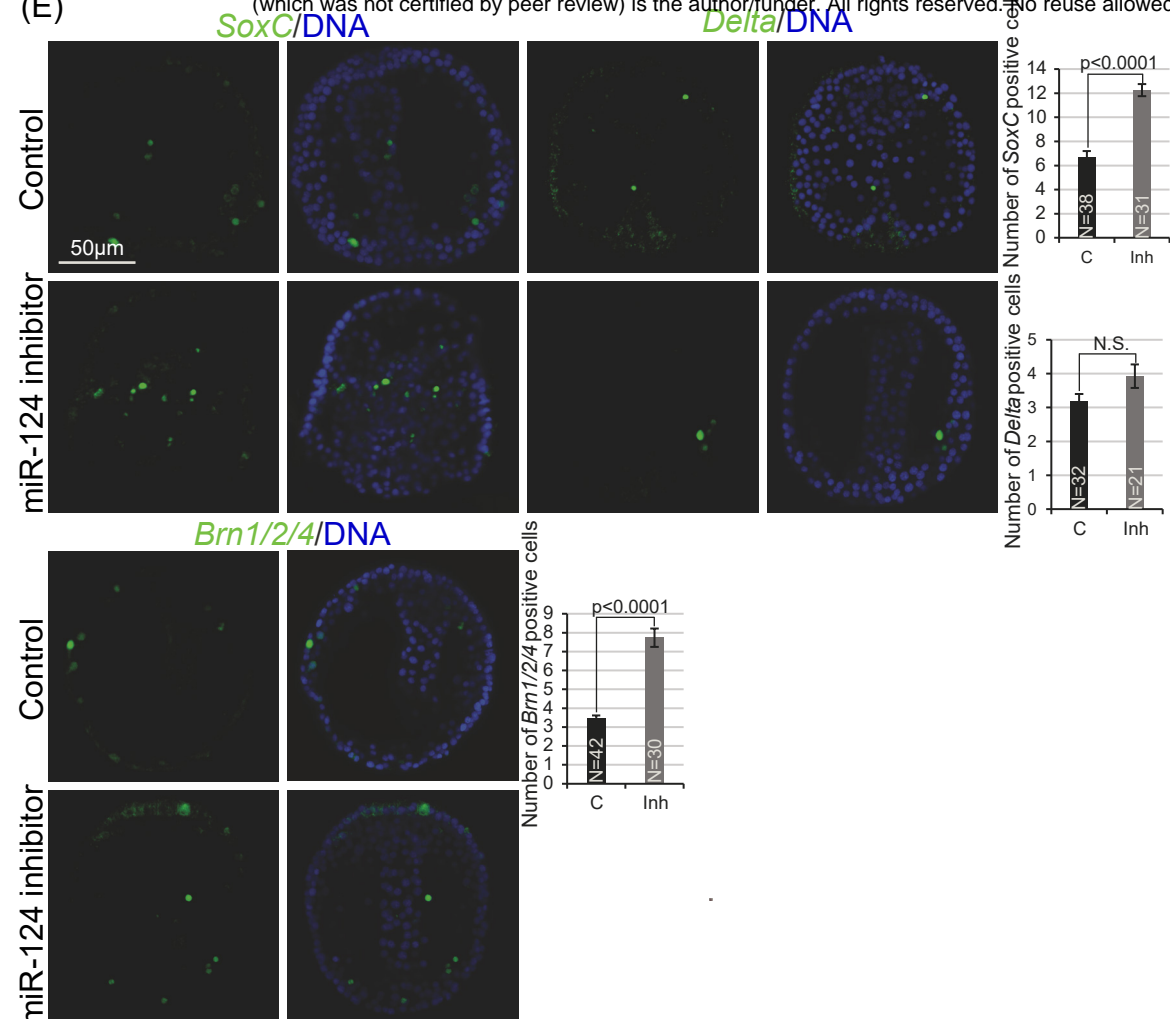 (E)
(which was not certified by peer review) is the author/funder. All rights reserved. No reuse allowed
SoxC/DNA
Delta/DNA
Control
50µm
miR-124 inhibitor
Number of SoxC positive cel
p<0.0001
14
12
10
8
6
4
2
0
N=38
N=31
C Inh
Number of Delta positive cells
N.S.
5
4
3
2
1
0
N=32
N=21
C Inh
Brn1/2/4/DNA
Control
miR-124 inhibitor
Number of Brn1/2/4 positive cells
p<0.0001
9
8
7
6
5
4
3
2
1
0
N=42
N=30
C Inh